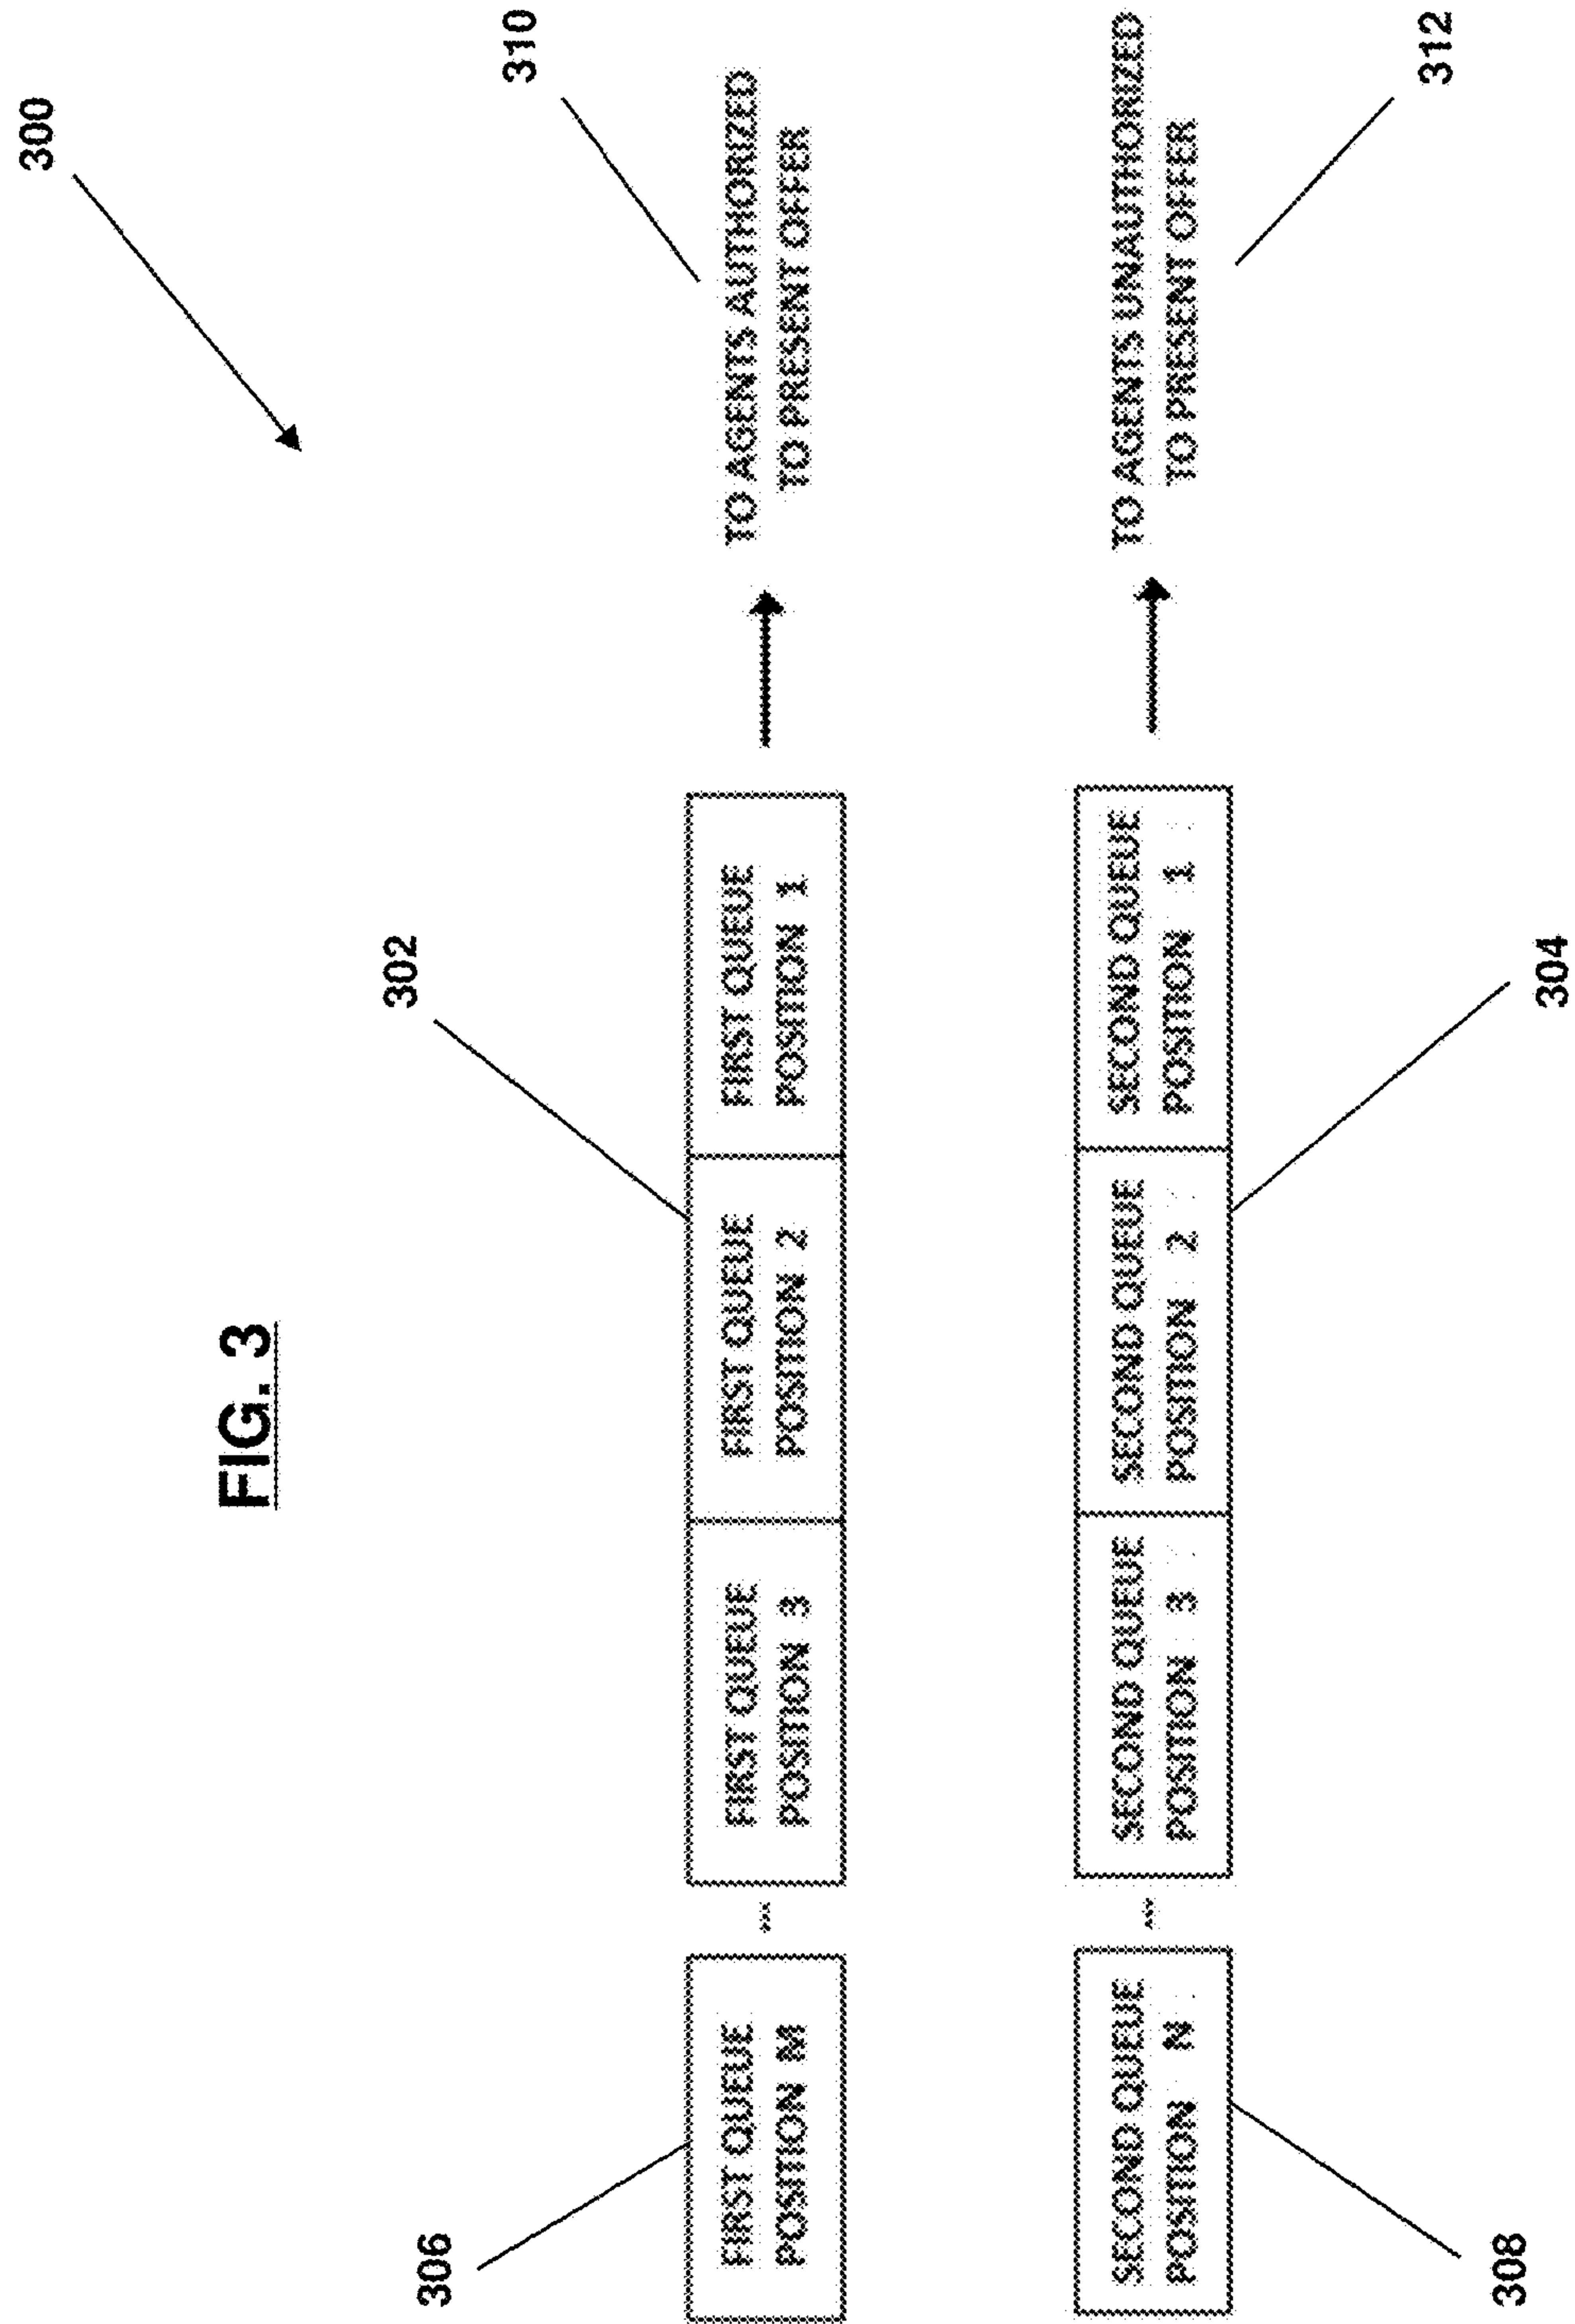 FIG. 3
300
302
310
306
FIRST QUEUE
POSITION M
...
FIRST QUEUE
POSITION 3
FIRST QUEUE
POSITION 2
FIRST QUEUE
POSITION 1
TO AGENTS AUTHORIZED
TO PRESENT OFFER
SECOND QUEUE
POSITION N
...
SECOND QUEUE
POSITION 3
SECOND QUEUE
POSITION 2
SECOND QUEUE
POSITION 1
TO AGENTS UNAUTHORIZED
TO PRESENT OFFER
308
304
312